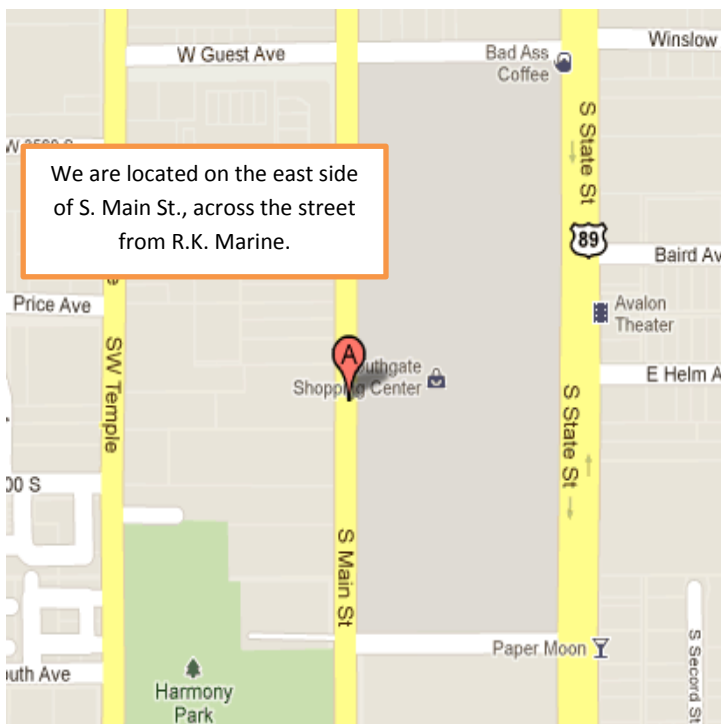 W Guest Ave
Bad Ass
Coffee
Winslow
S State St
We are located on the east side
of S. Main St., across the street
from R.K. Marine.
89
Baird Av
Price Ave
Avalon
Theater
SW Temple
A
Shopping Center
E Helm A
S State St
00 S
S Main St
Paper Moon
S Second St
Harmony
Park